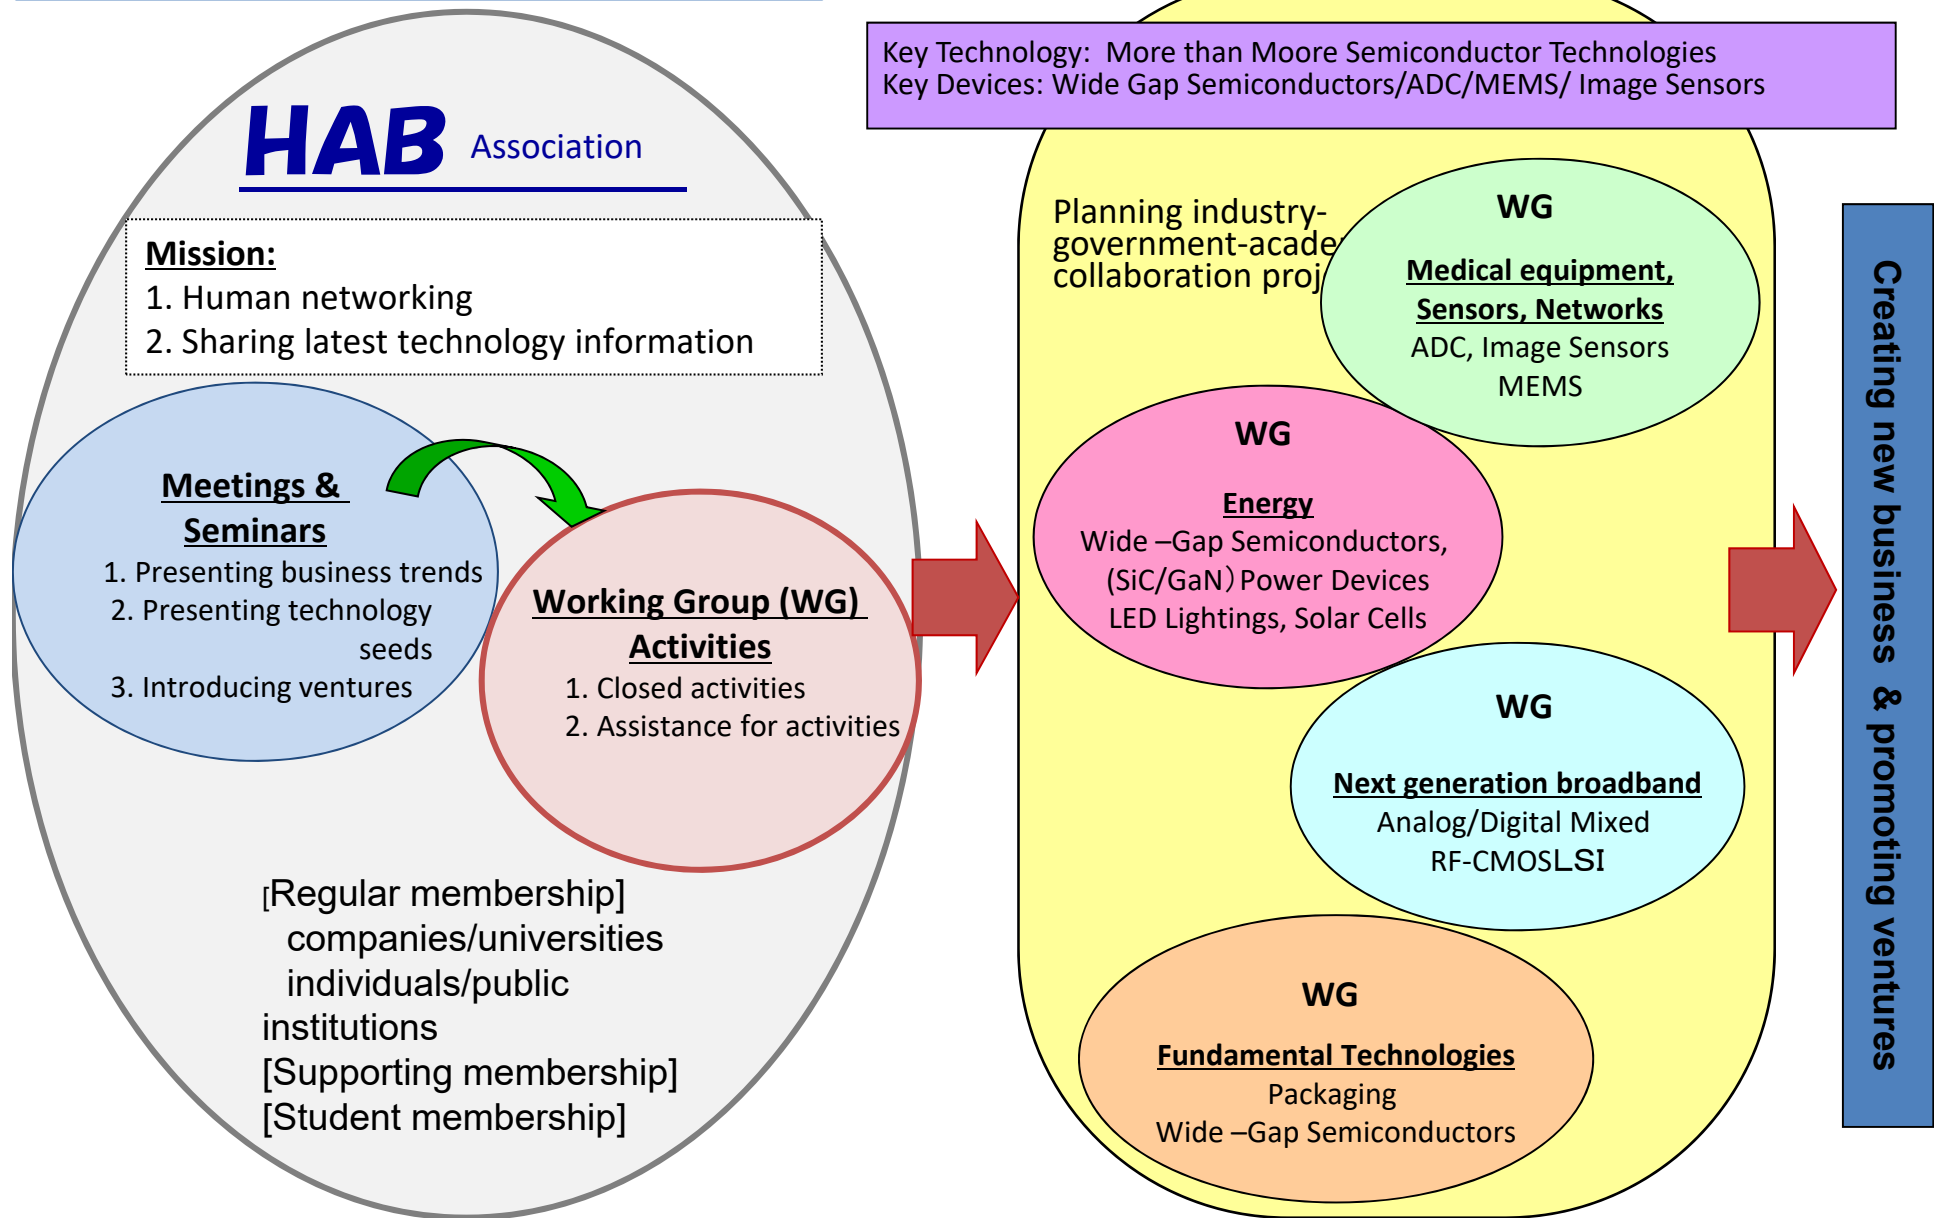 HAB Association
Mission:
1. Human networking
2. Sharing latest technology information
Meetings &
Seminars
1. Presenting business trends
2. Presenting technology
seeds
3. Introducing ventures
Working Group (WG)
Activities
1. Closed activities
2. Assistance for activities
[Regular membership]
companies/universities
individuals/public
institutions
[Supporting membership]
[Student membership]
Key Technology: More than Moore Semiconductor Technologies
Key Devices: Wide Gap Semiconductors/ADC/MEMS/ Image Sensors
Planning industry-
government-acade
collaboration proj
WG
Medical equipment,
Sensors, Networks
ADC, Image Sensors
MEMS
WG
Energy
Wide –Gap Semiconductors,
(SiC/GaN）Power Devices
LED Lightings, Solar Cells
WG
Next generation broadband
Analog/Digital Mixed
RF-CMOSLSI
WG
Fundamental Technologies
Packaging
Wide –Gap Semiconductors
Creating new business & promoting ventures